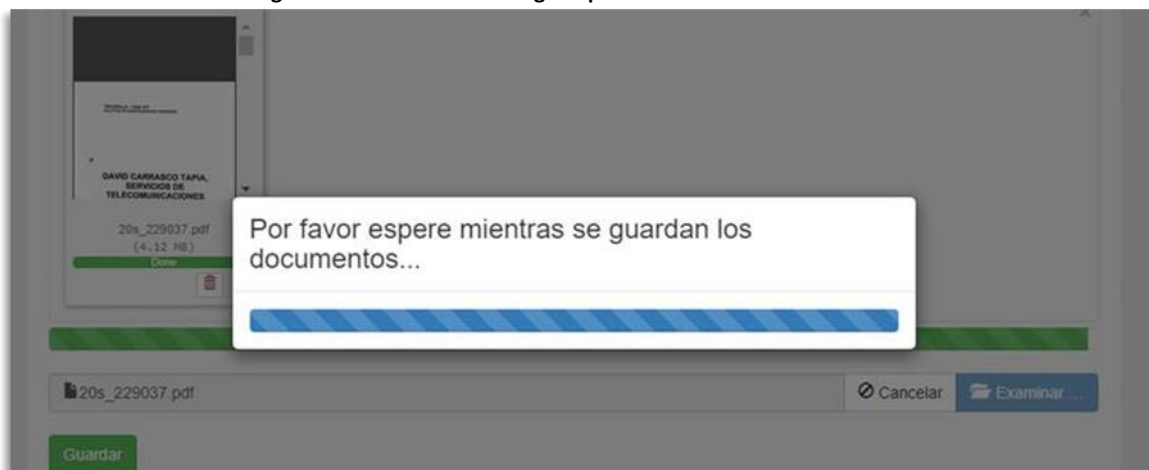 DAVID CARRASCO TAPIA,
SERVICIOS DE
TELECOMUNICACIONES
20s_229037.pdf
(4.12 MB)
Done
Por favor espere mientras se guardan los
documentos...
20s_229037.pdf
Cancelar
Examinar ...
Guardar